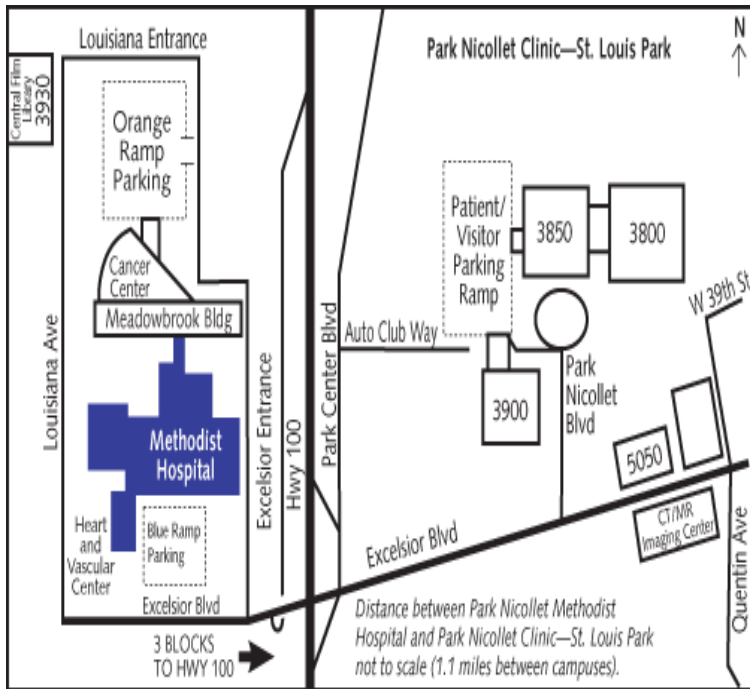 Louisiana Entrance
Park Nicollet Clinic—St. Louis Park
N
Central Film
Library
3930
Orange
Ramp
Parking
Patient/
Visitor
Parking
Ramp
3850
3800
Cancer
Center
Meadowbrook Bldg
W 39th St
Auto Club Way
Park
Nicollet
Blvd
3900
Louisiana Ave
Excelsior Entrance
Hwy 100
Park Center Blvd
Methodist
Hospital
5050
CT/MR
Imaging Center
Quentin Ave
Heart
and
Vascular
Center
Blue Ramp
Parking
Excelsior Blvd
Excelsior Blvd
3 BLOCKS
TO HWY 100
Distance between Park Nicollet Methodist
Hospital and Park Nicollet Clinic—St. Louis Park
not to scale (1.1 miles between campuses).